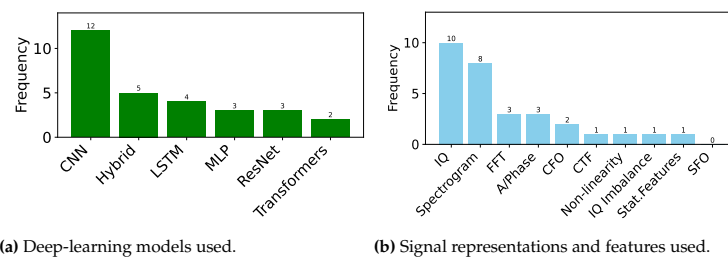 12
10
5
4
3
3
2
Frequency
10
5
0
CNN
Hybrid
LSTM
MLP
ResNet
Transformers
(a) Deep-learning models used.
10
8
3
3
2
1
1
1
1
0
Frequency
10
5
0
IQ
Spectrogram
FFT
A/Phase
CFO
CTF
Non-linearity
IQ Imbalance
Stat.Features
SFO
(b) Signal representations and features used.